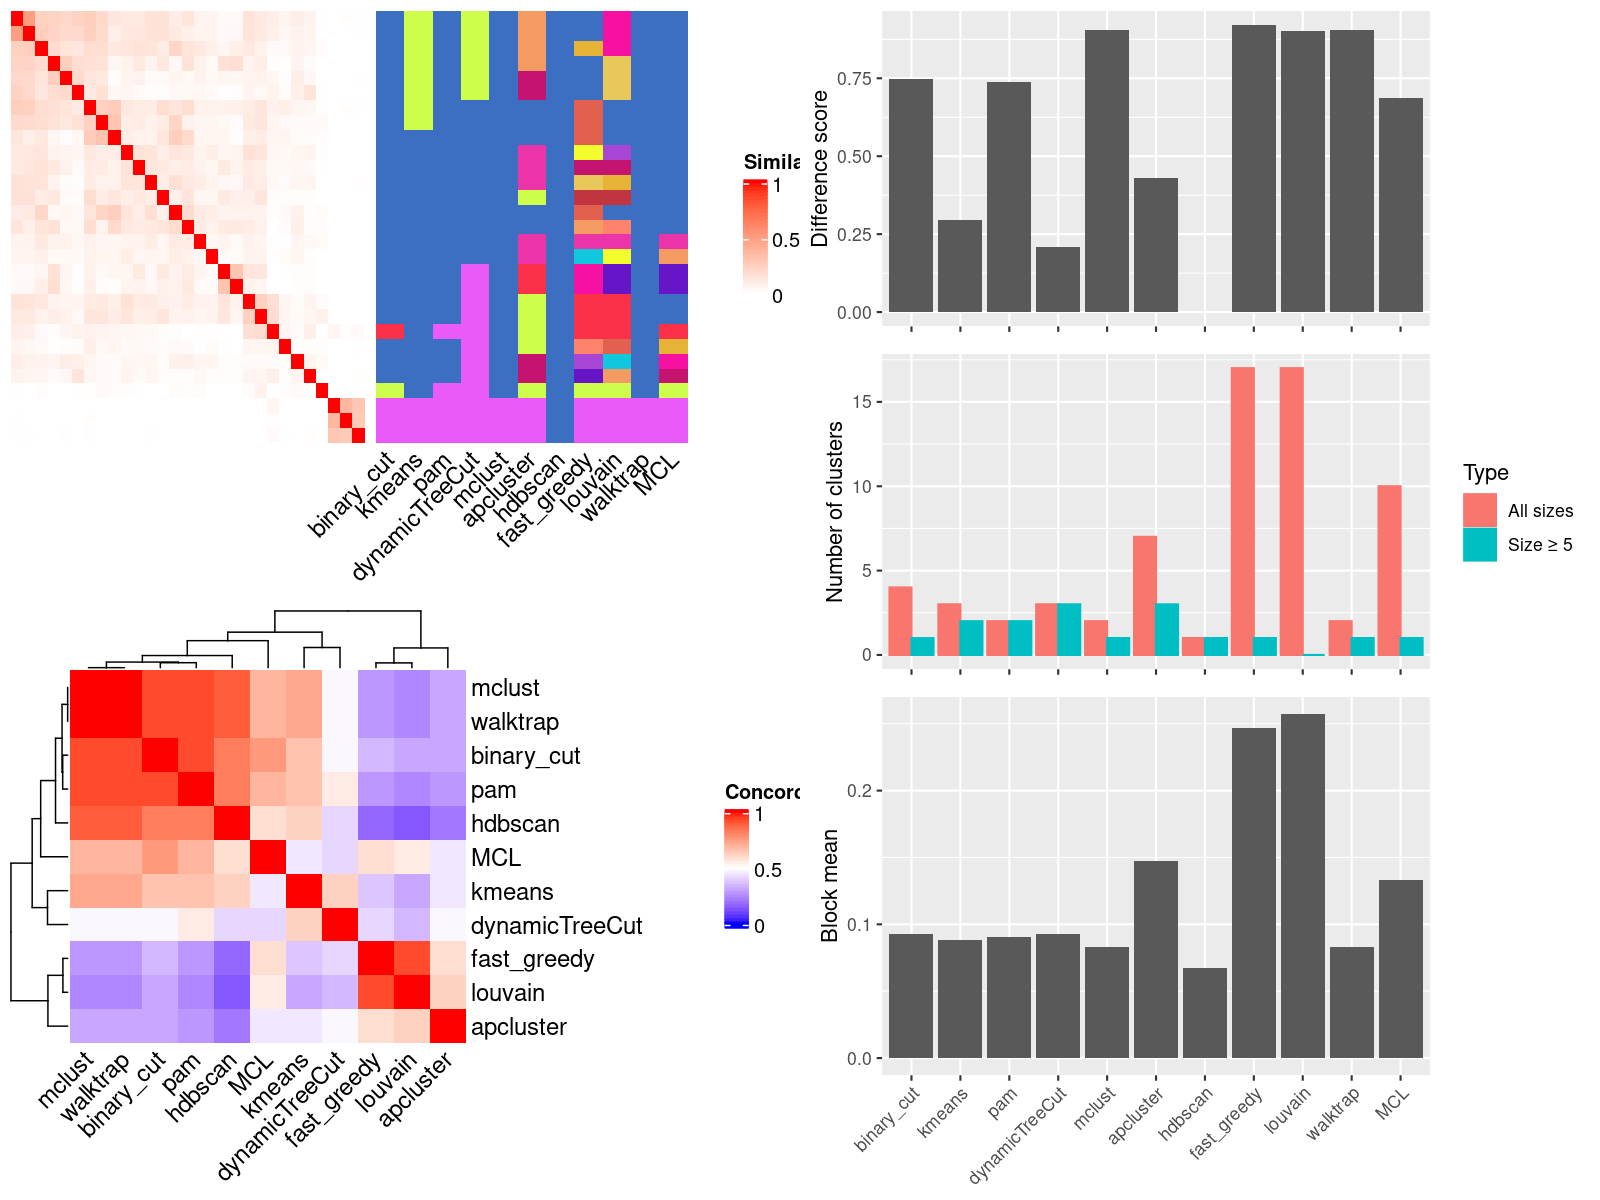 Simila
1
0.5
0
binary_cut
kmeans
pam
dynamicTreeCut
mclust
apcluster
hdbscan
fast_greedy
louvain
walktrap
MCL
mclust
walktrap
binary_cut
pam
hdbscan
MCL
kmeans
dynamicTreeCut
fast_greedy
louvain
apcluster
mclust
walktrap
binary_cut
pam
hdbscan
MCL
kmeans
dynamicTreeCut
fast_greedy
louvain
apcluster
Concord
1
0.5
0
Difference score
0.75
0.50
0.25
0.00
Number of clusters
15
10
5
0
Type
All sizes
Size ≥ 5
Block mean
0.2
0.1
0.0
binary_cut
kmeans
pam
dynamicTreeCut
mclust
apcluster
hdbscan
fast_greedy
louvain
walktrap
MCL